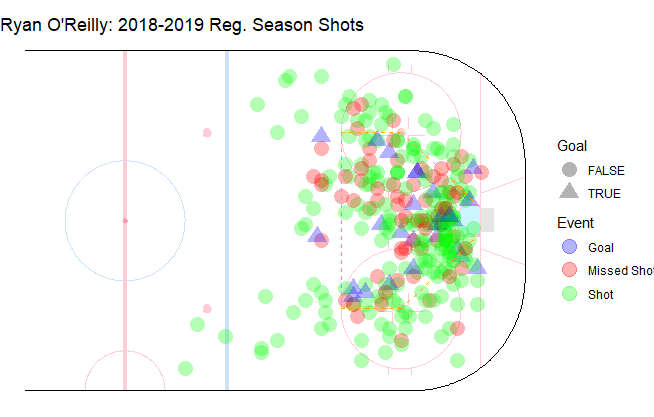 Ryan O'Reilly: 2018-2019 Reg. Season Shots
Goal
FALSE
TRUE
Event
Goal
Missed Shot
Shot